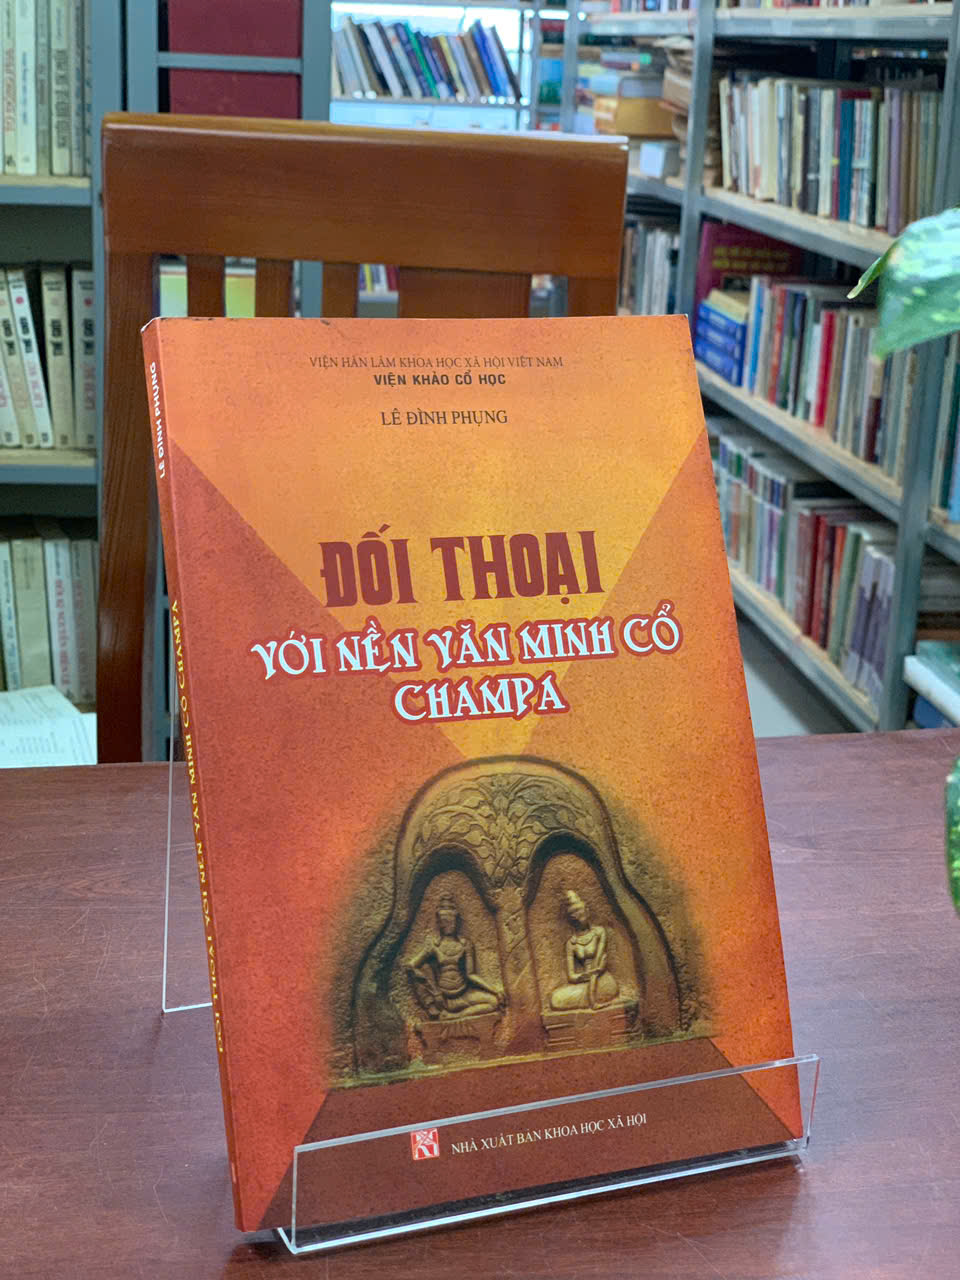 VIỆN HÀN LÂM KHOA HỌC XÃ HỘI VIỆT NAM
VIỆN KHẢO CỔ HỌC
LÊ ĐÌNH PHỤNG
ĐỐI THOẠI
VỚI NỀN VĂN MINH CỔ
CHAMPA
NHÀ XUẤT BẢN KHOA HỌC XÃ HỘI
LÊ ĐÌNH PHỤNG
ĐỐI THOẠI VỚI NỀN VĂN MINH CỔ CHAMPA